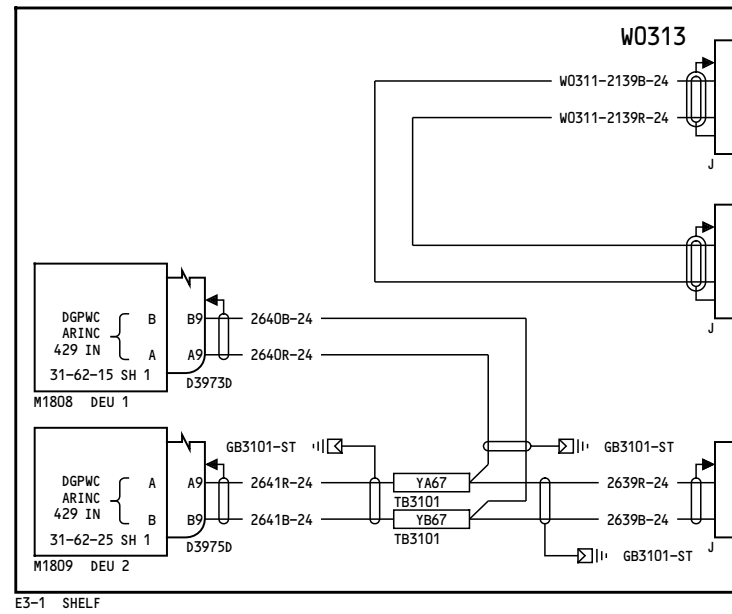 W0313
W0311-2139B-24
W0311-2139R-24
J
J
DGPWC
ARINC
429 IN
B B9 2640B-24
A A9 2640R-24
31-62-15 SH 1
D3973D
M1808 DEU 1
GB3101-ST
GB3101-ST
DGPWC
ARINC
429 IN
A A9 2641R-24 YA67 2639R-24
TB3101
B B9 2641B-24 YB67 2639B-24
TB3101
31-62-25 SH 1
D3975D
J
M1809 DEU 2
GB3101-ST
E3-1 SHELF